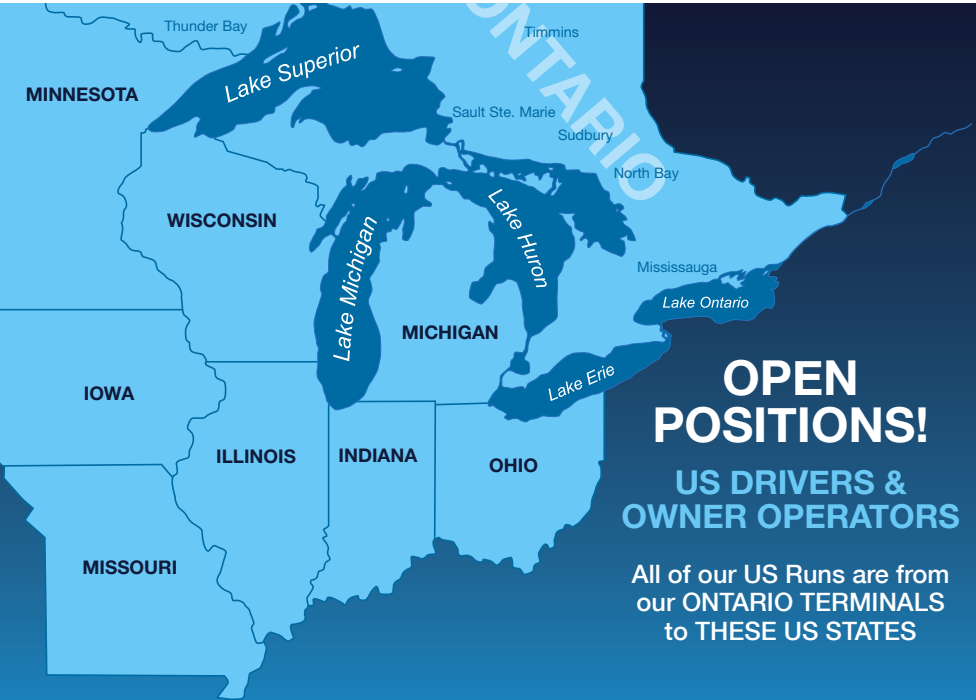 ONTARIO
Thunder Bay
Timmins
Lake Superior
MINNESOTA
Sault Ste. Marie
Sudbury
North Bay
WISCONSIN
Lake Michigan
Lake Huron
Mississauga
Lake Ontario
MICHIGAN
Lake Erie
IOWA
ILLINOIS
INDIANA
OHIO
MISSOURI
OPEN
POSITIONS!
US DRIVERS &
OWNER OPERATORS
All of our US Runs are from
our ONTARIO TERMINALS
to THESE US STATES